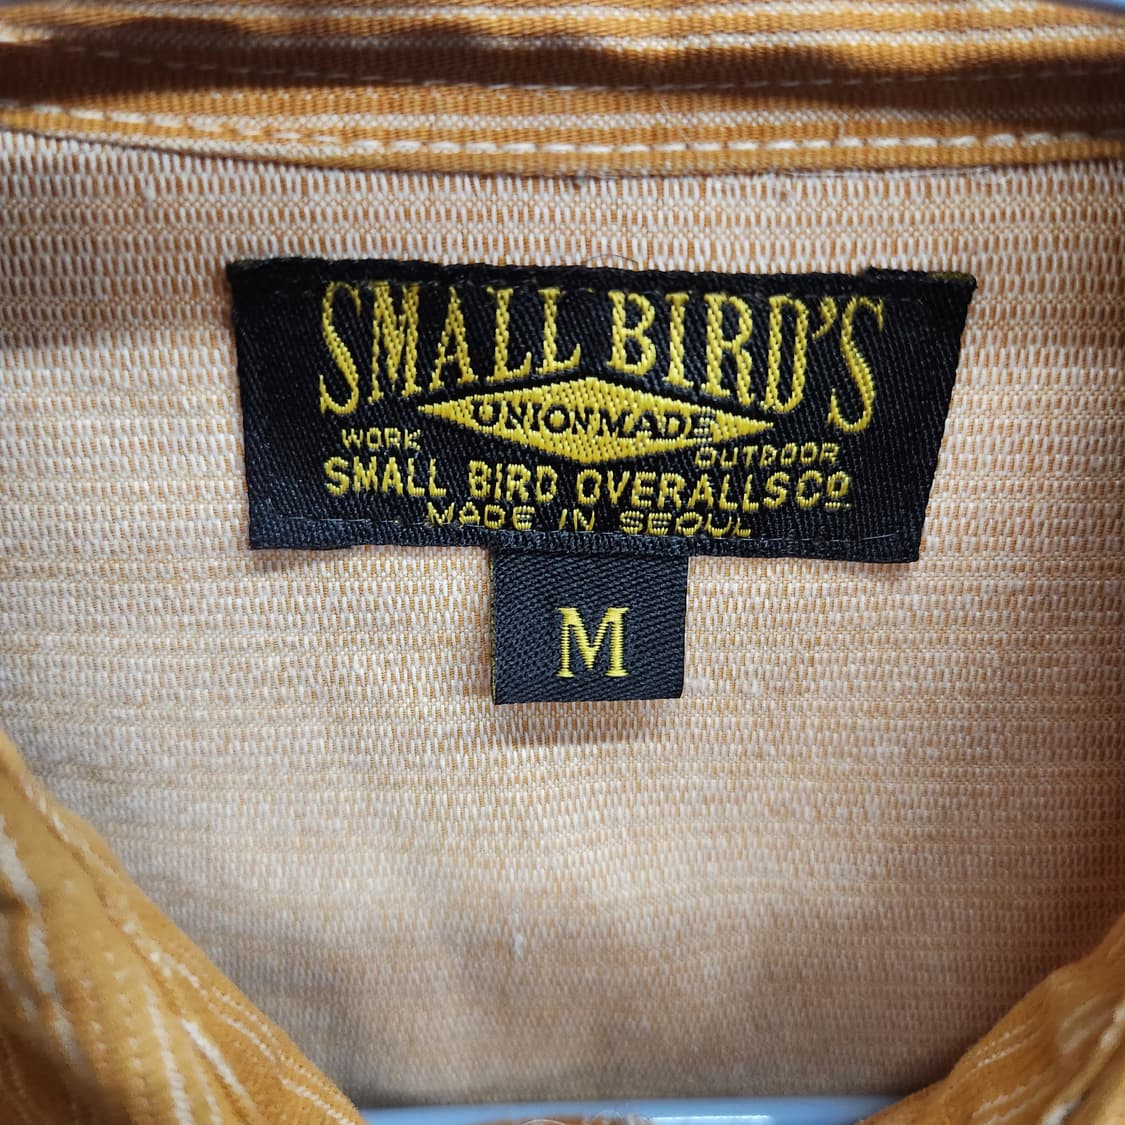 SMALL BIRD'S
UNION MADE
WORK OUTDOOR
SMALL BIRD OVERALLS Co
MADE IN SEOUL
M